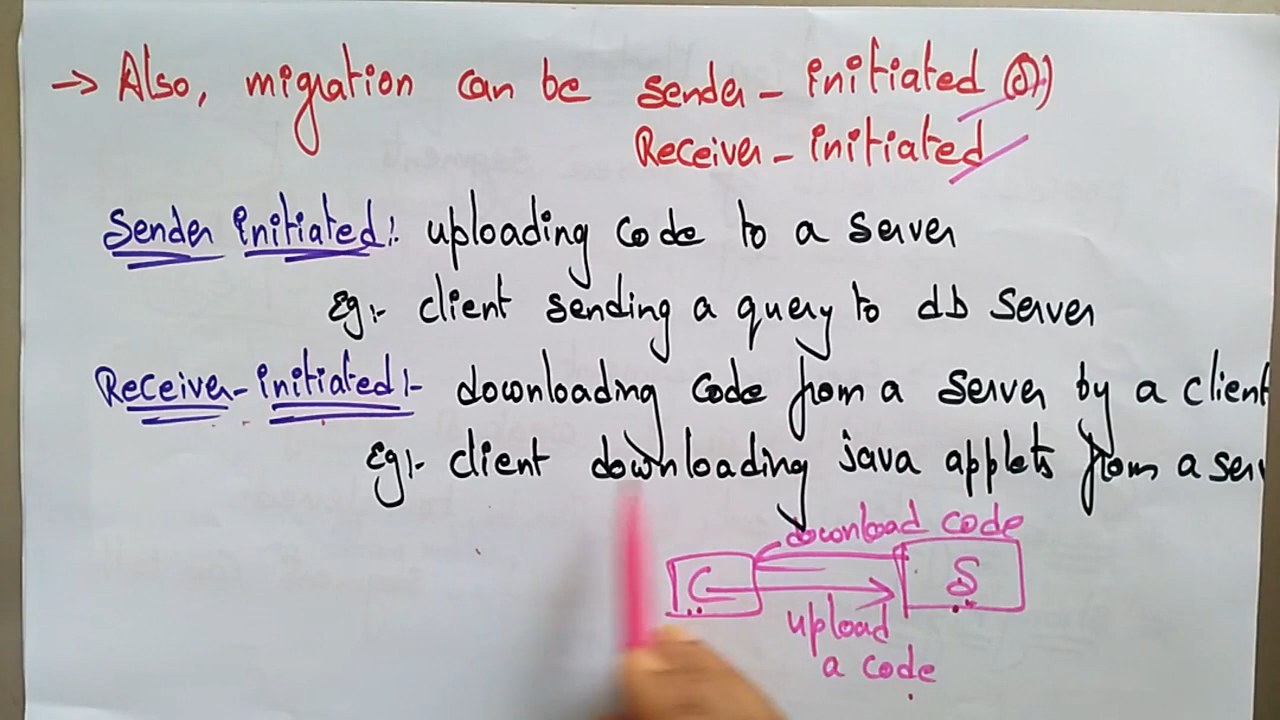 → Also, migration can be sender - initiated (or)
Receiver - initiated
Sender initiated:- uploading code to a server
Eg:- client sending a query to db server
Receiver-initiated:- downloading code from a server by a client
Eg:- client downloading java applets from a ser
download code
C S
upload
a code